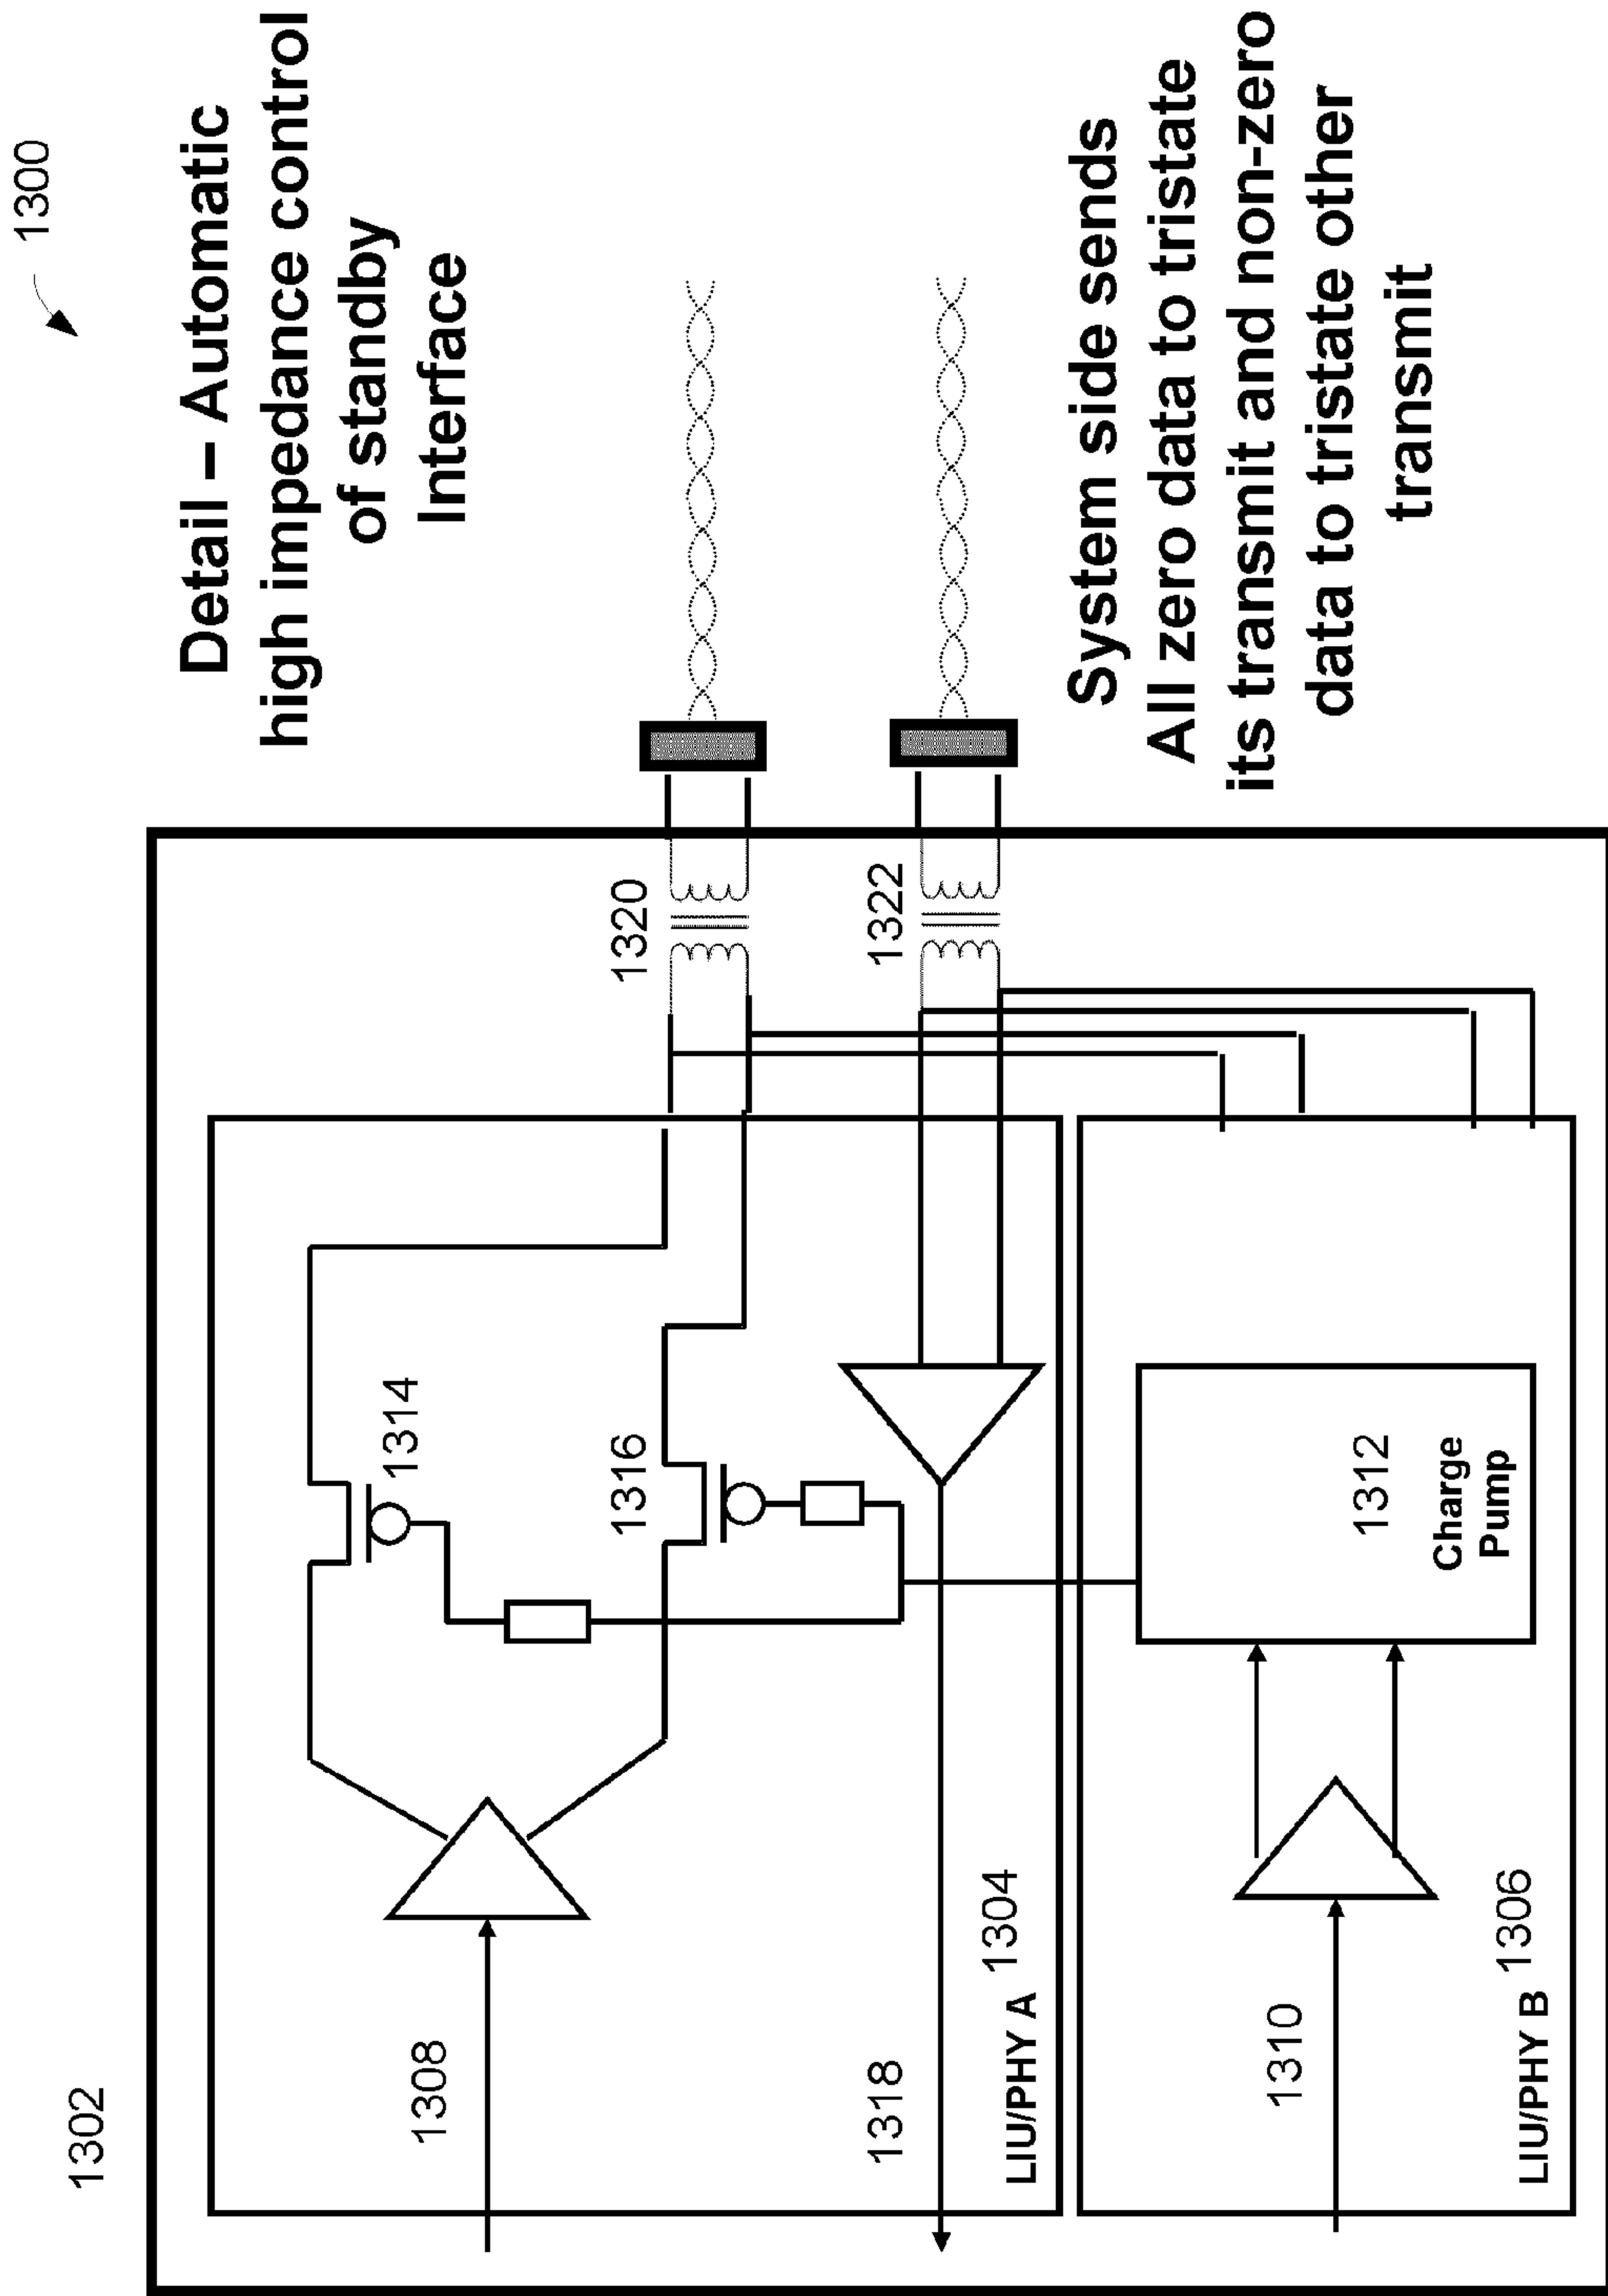 1300
Detail – Automatic
high impedance control
of standby
Interface
1302
1308
1314
1316
1320
1318
1322
LIU/PHY A 1304
System side sends
All zero data to tristate
its transmit and non-zero
data to tristate other
transmit
1310
1312
Charge
Pump
LIU/PHY B 1306